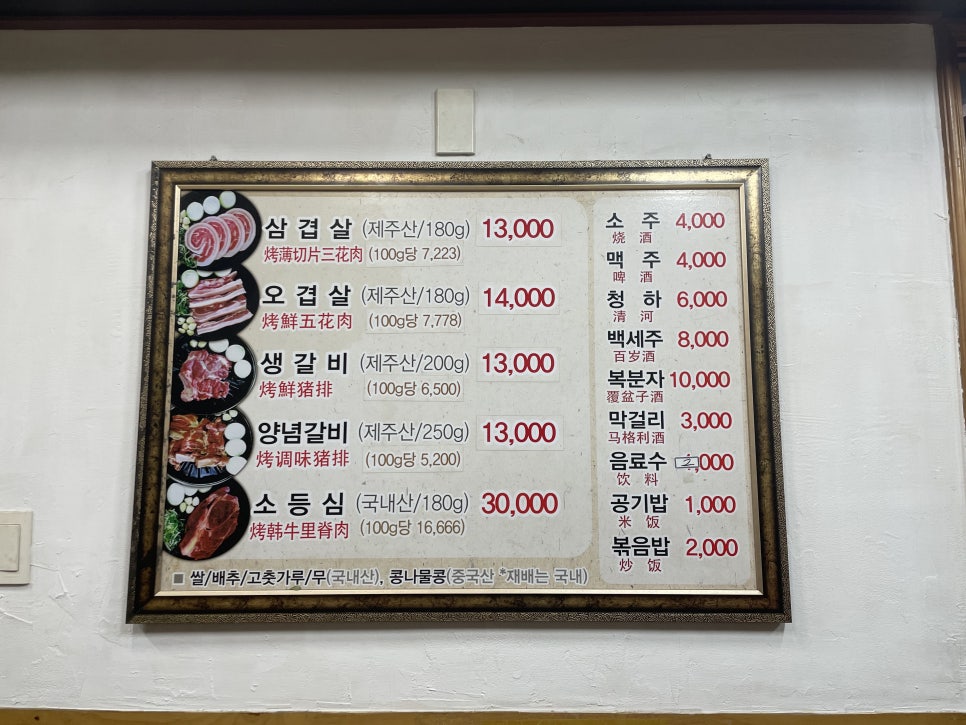 삼겹살 (제주산/180g) 13,000
烤薄切片三花肉 (100g당 7,223)
오겹살 (제주산/180g) 14,000
烤鮮五花肉 (100g당 7,778)
생갈비 (제주산/200g) 13,000
烤鮮猪排 (100g당 6,500)
양념갈비 (제주산/250g) 13,000
烤调味猪排 (100g당 5,200)
소등심 (국내산/180g) 30,000
烤韩牛里脊肉 (100g당 16,666)
■ 쌀/배추/고춧가루/무(국내산), 콩나물콩(중국산 *재배는 국내)
소주 4,000
烧酒
맥주 4,000
啤酒
청하 6,000
清河
백세주 8,000
百岁酒
복분자 10,000
覆盆子酒
막걸리 3,000
马格利酒
음료수 2,000
饮料
공기밥 1,000
米饭
볶음밥 2,000
炒饭